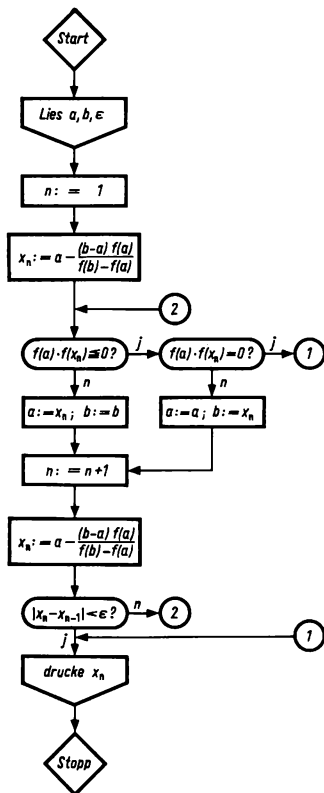 Start
Lies a, b, ε
n: = 1
xₙ := a - (b-a) f(a) / f(b) - f(a)
2
f(a)·f(xₙ) ≦ 0? j f(a)·f(xₙ) = 0? j 1
n n
a := xₙ; b := b a := a; b := xₙ
n: = n+1
xₙ := a - (b-a) f(a) / f(b) - f(a)
|xₙ - xₙ₋₁| < ε? n 2
j 1
drucke xₙ
Stopp